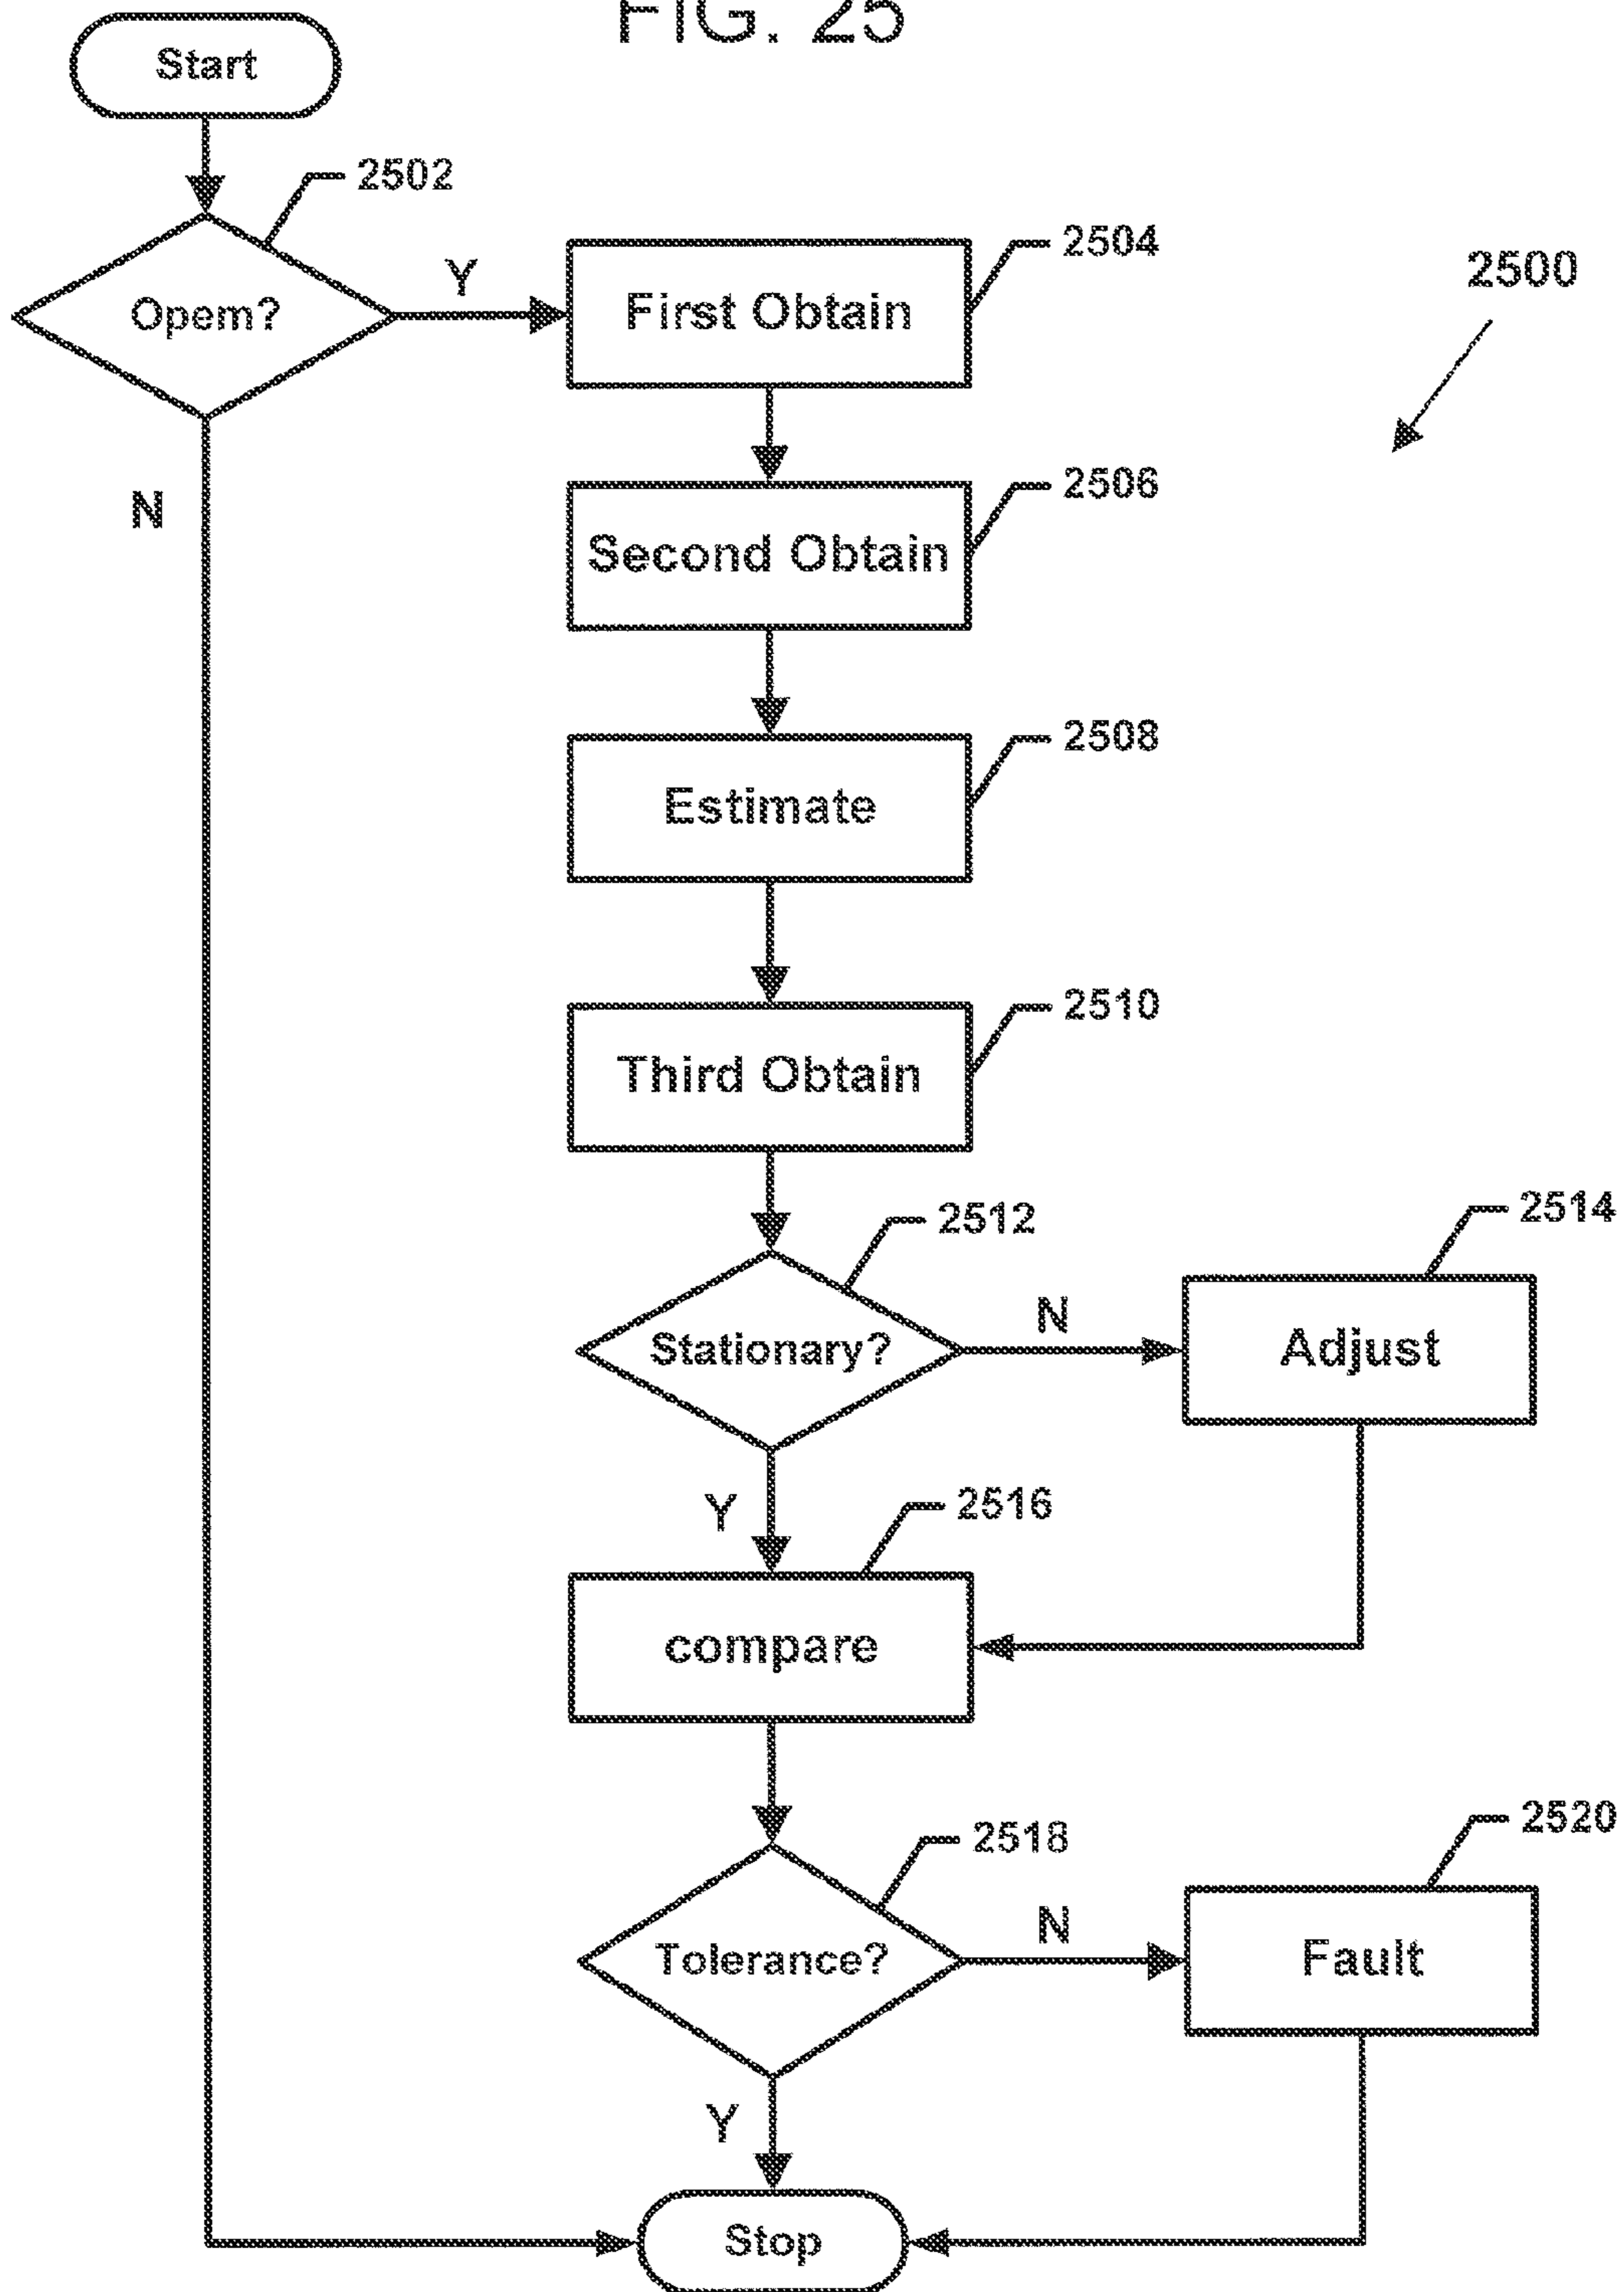 FIG. 25
Start
2502
Opem?
Y
N
First Obtain
2504
2500
Second Obtain
2506
Estimate
2508
Third Obtain
2510
Stationary?
2512
N
Adjust
2514
Y
compare
2516
Tolerance?
2518
N
Fault
2520
Y
Stop